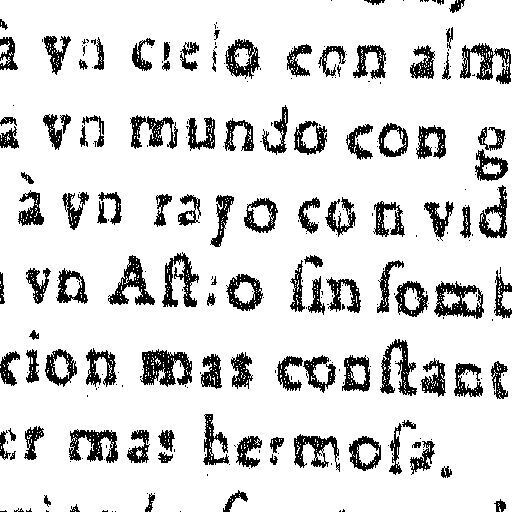 à vn cielo con alm
a vn mundo con g
à vn rayo con vid
vn Aſtro ſin ſomb
cion mas conſtant
er mas hermoſa.